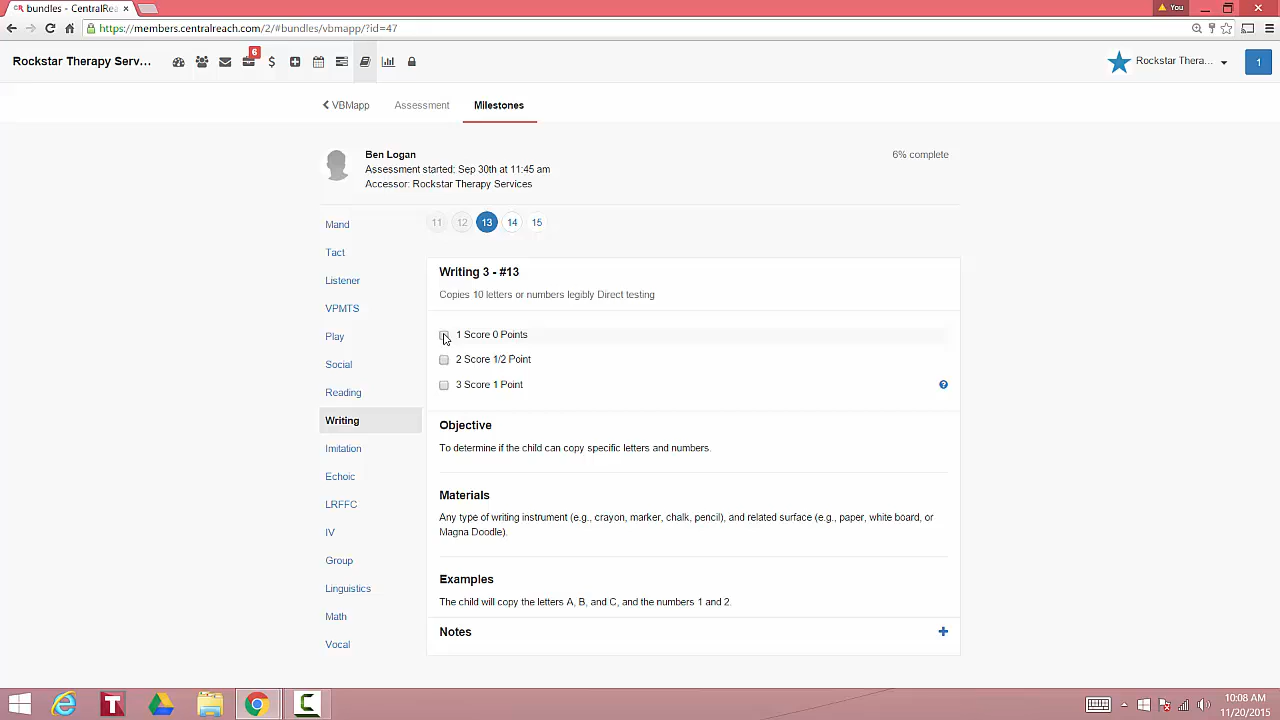 bundles - CentralRea
You
https://members.centralreach.com/2/#bundles/vbmapp/?id=47
Rockstar Therapy Serv...
6
Rockstar Thera...
1
VBMapp
Assessment
Milestones
Ben Logan
6% complete
Assessment started: Sep 30th at 11:45 am
Accessor: Rockstar Therapy Services
11 12 13 14 15
Mand
Tact
Listener
VPMTS
Play
Social
Reading
Writing
Imitation
Echoic
LRFFC
IV
Group
Linguistics
Math
Vocal
Writing 3 - #13
Copies 10 letters or numbers legibly Direct testing
1 Score 0 Points
2 Score 1/2 Point
3 Score 1 Point
Objective
To determine if the child can copy specific letters and numbers.
Materials
Any type of writing instrument (e.g., crayon, marker, chalk, pencil), and related surface (e.g., paper, white board, or
Magna Doodle).
Examples
The child will copy the letters A, B, and C, and the numbers 1 and 2.
Notes
10:08 AM
11/20/2015